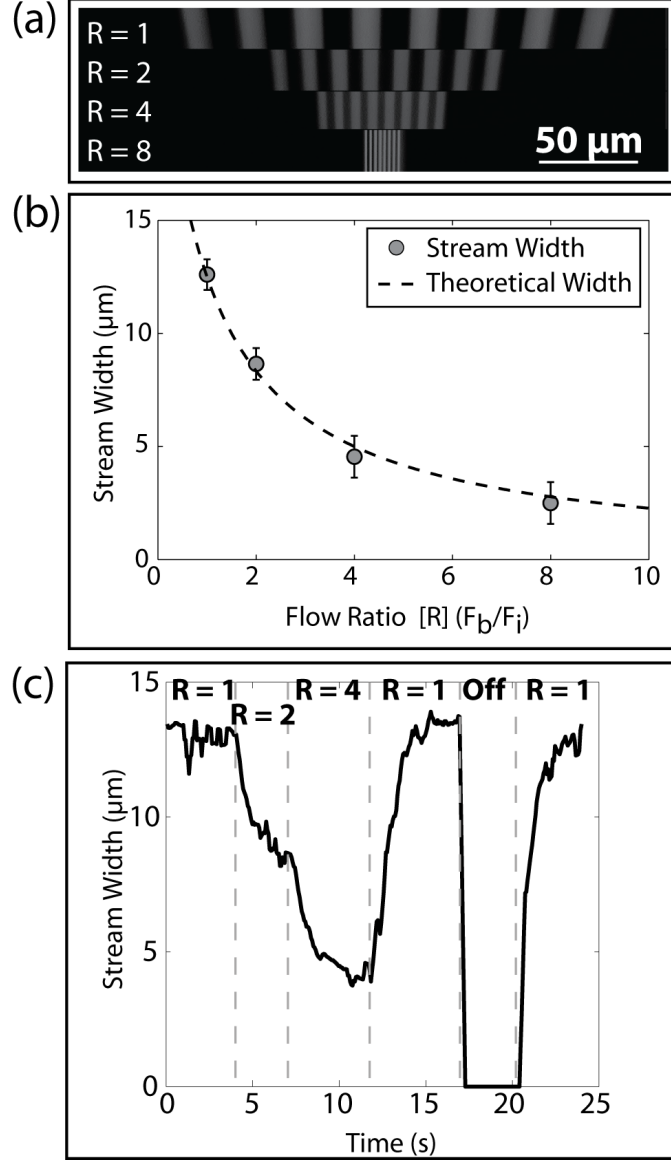 (a)
R = 1
R = 2
R = 4
R = 8
50 μm
(b)
15
10
5
0
Stream Width (μm)
Stream Width
Theoretical Width
0 2 4 6 8 10
Flow Ratio [R] (Fb/Fi)
(c)
15
10
5
0
Stream Width (μm)
R = 1 R = 4 R = 1 Off R = 1
R = 2
0 5 10 15 20 25
Time (s)